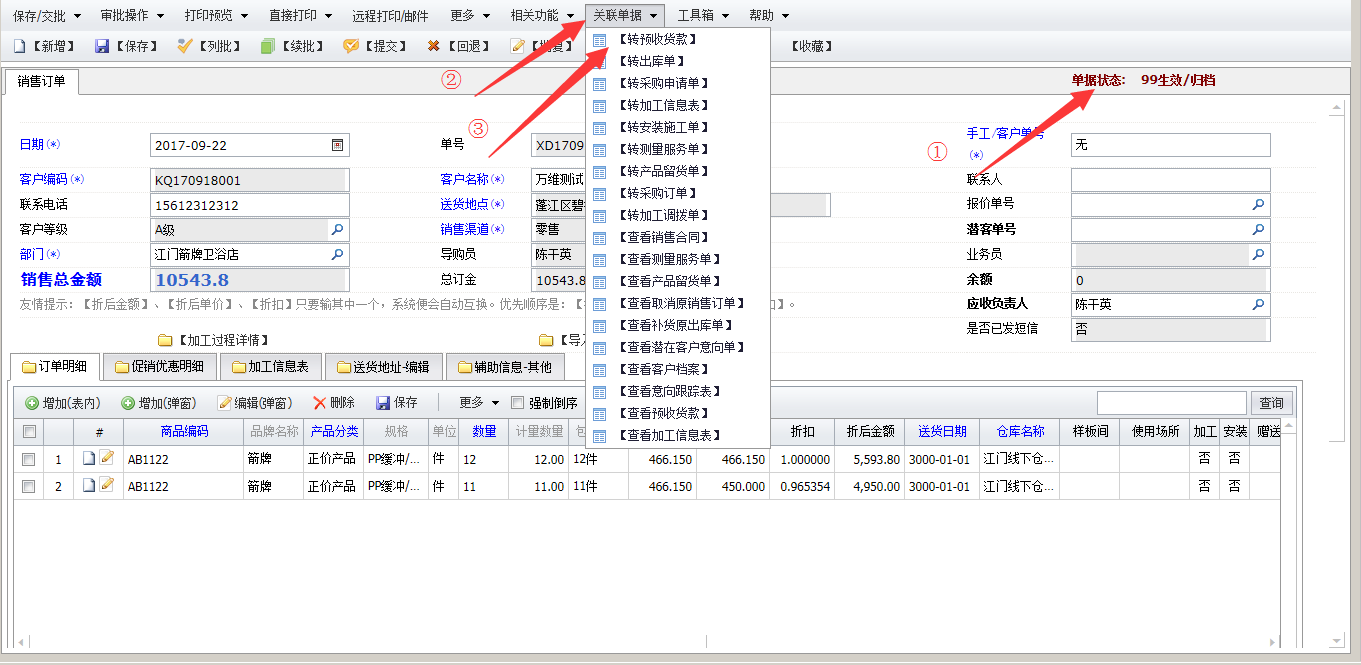 保存/交批 审批操作 打印预览 直接打印 远程打印/邮件 更多 相关功能 关联单据 工具箱 帮助
【新增】 【保存】 【列批】 【续批】 【提交】 【回退】 【批复】 【收藏】
【转预收货款】
【转出库单】
【转采购申请单】
【转加工信息表】
【转安装施工单】
【转测量服务单】
【转产品留货单】
【转采购订单】
【转加工调拨单】
【查看销售合同】
【查看测量服务单】
【查看产品留货单】
【查看取消原销售订单】
【查看补货原出库单】
【查看潜在客户意向单】
【查看客户档案】
【查看意向跟踪表】
【查看预收货款】
【查看加工信息表】
② ③ ①
销售订单 单据状态: 99生效/归档
日期(*) 2017-09-22 单号 XD1709 手工/客户单号(*) 无
客户编码(*) KQ170918001 客户名称(*) 万维测试 联系人
联系电话 15612312312 送货地点(*) 蓬江区碧 报价单号
客户等级 A级 销售渠道(*) 零售 潜客单号
部门(*) 江门箭牌卫浴店 导购员 陈干英 业务员
销售总金额 10543.8 总订金 10543.8 余额 0
友情提示:【折后金额】、【折后单价】、【折扣】只要输其中一个，系统便会自动互换。优先顺序是:【 】。 应收负责人 陈干英
是否已发短信 否
【加工过程详情】 【导入
订单明细 促销优惠明细 加工信息表 送货地址-编辑 辅助信息-其他
增加(表内) 增加(弹窗) 编辑(弹窗) 删除 保存 更多 强制倒序 查询
# 商品编码 品牌名称 产品分类 规格 单位 数量 计量数量 包 折扣 折后金额 送货日期 仓库名称 样板间 使用场所 加工 安装 赠送
1 AB1122 箭牌 正价产品 PP缓冲/... 件 12 12.00 12件 466.150 466.150 1.000000 5,593.80 3000-01-01 江门线下仓... 否 否
2 AB1122 箭牌 正价产品 PP缓冲/... 件 11 11.00 11件 466.150 450.000 0.965354 4,950.00 3000-01-01 江门线下仓... 否 否